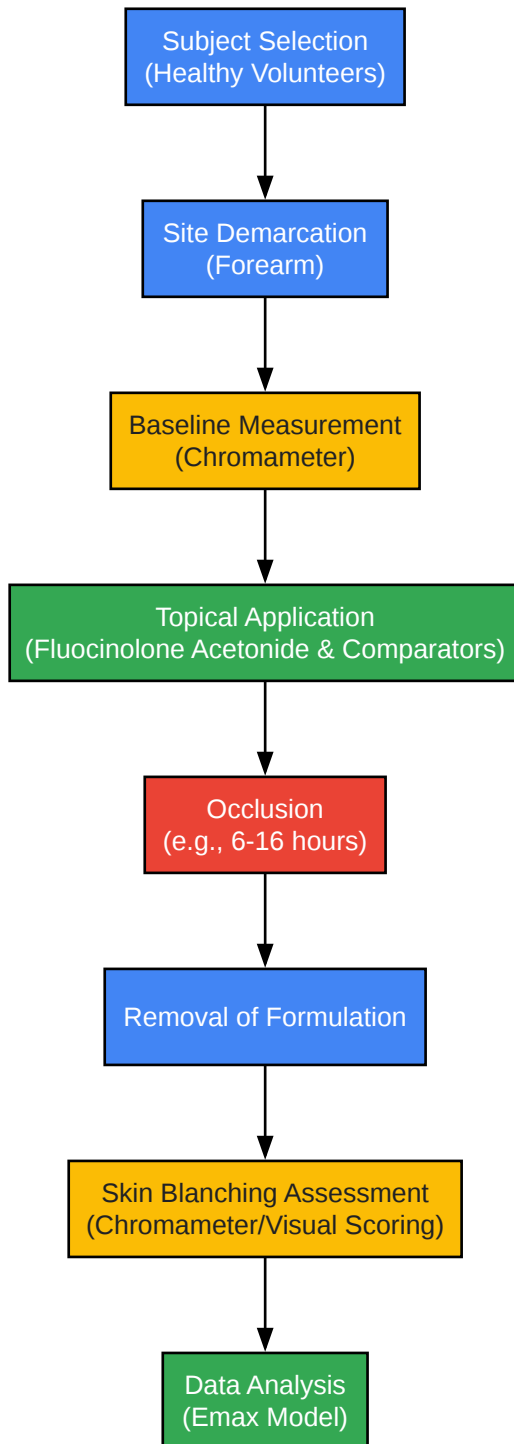 Subject Selection
(Healthy Volunteers)
Site Demarcation
(Forearm)
Baseline Measurement
(Chromameter)
Topical Application
(Fluocinolone Acetonide & Comparators)
Occlusion
(e.g., 6-16 hours)
Removal of Formulation
Skin Blanching Assessment
(Chromameter/Visual Scoring)
Data Analysis
(Emax Model)